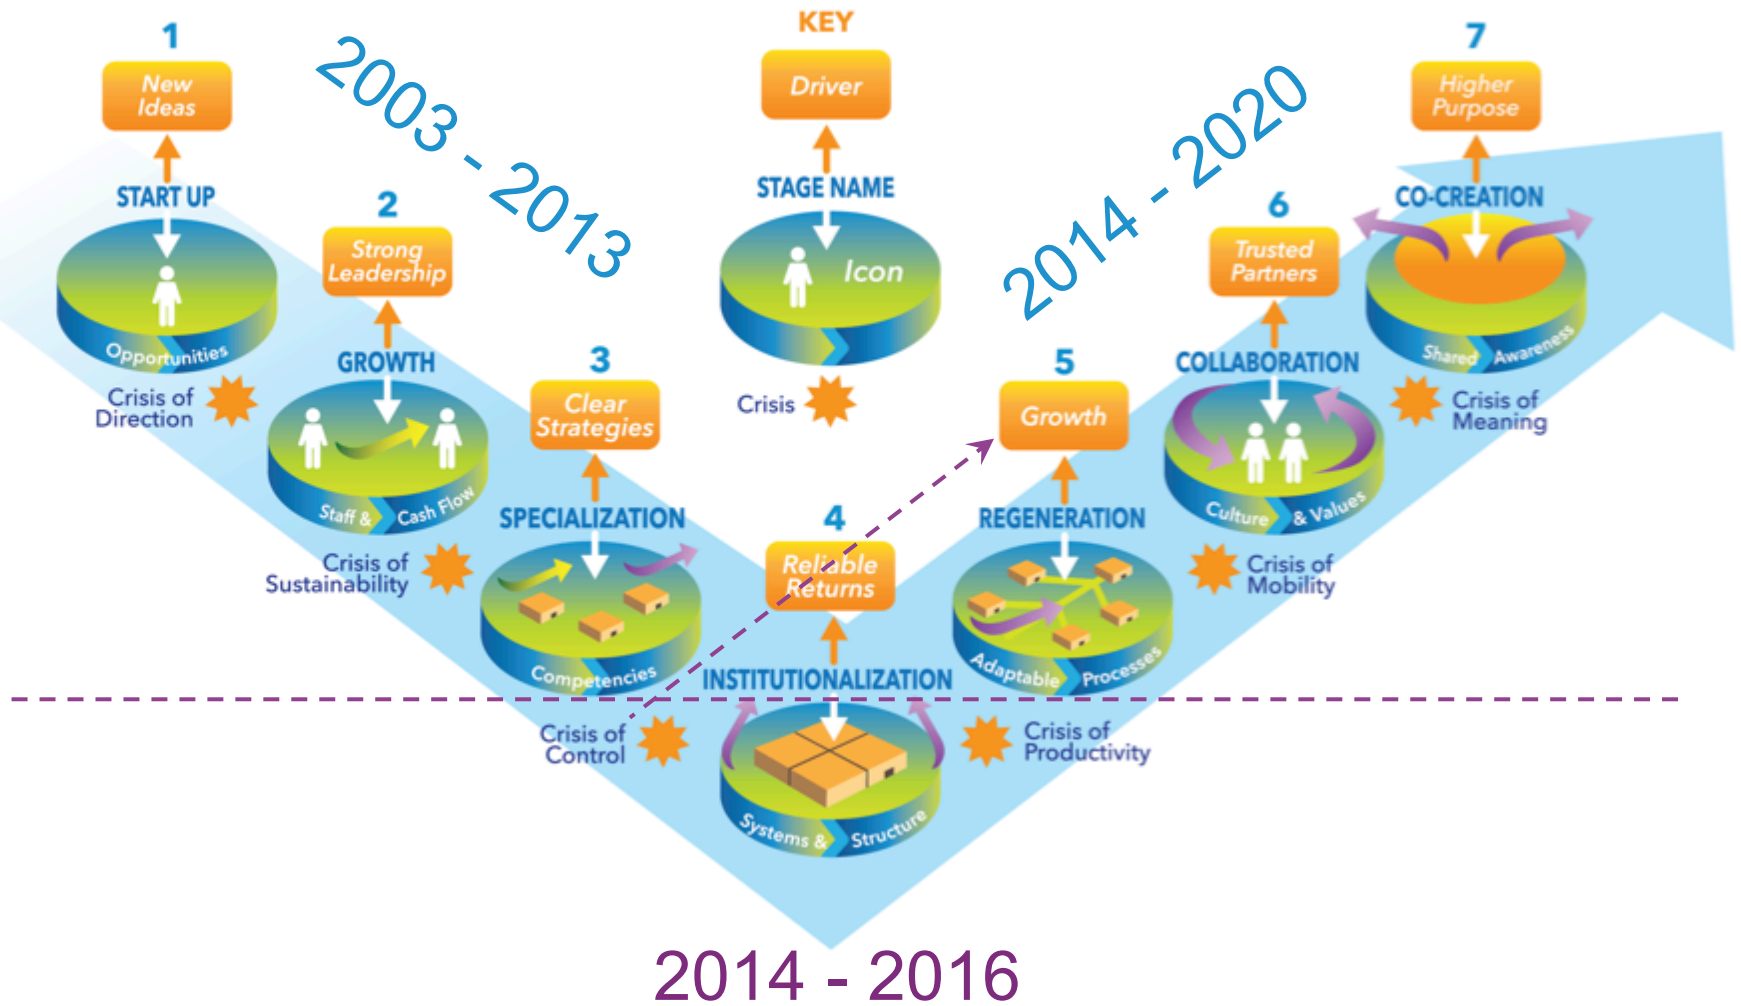 1
New
Ideas
START UP
Opportunities
Crisis of
Direction
2003 - 2013
2
Strong
Leadership
GROWTH
Staff & Cash Flow
Crisis of
Sustainability
3
Clear
Strategies
SPECIALIZATION
Competencies
Crisis of
Control
KEY
Driver
STAGE NAME
Icon
Crisis
4
Reliable
Returns
INSTITUTIONALIZATION
Systems & Structure
Crisis of
Productivity
2014 - 2016
2014 - 2020
5
Growth
REGENERATION
Adaptable Processes
Crisis of
Mobility
6
Trusted
Partners
COLLABORATION
Culture & Values
Crisis of
Meaning
7
Higher
Purpose
CO-CREATION
Shared Awareness